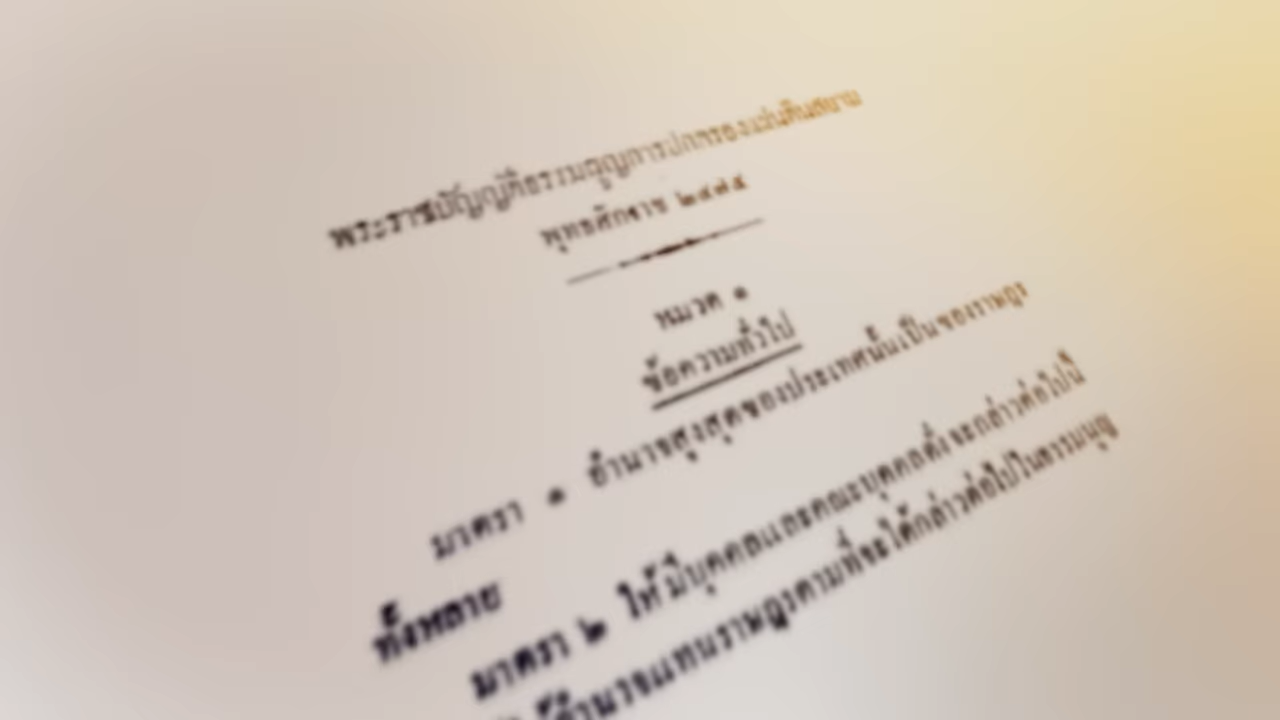 พระราชบัญญัติธรรมนูญการปกครองแผ่นดินสยาม
พุทธศักราช ๒๔๗๕
หมวด ๑
ข้อความทั่วไป
มาตรา ๑ อำนาจสูงสุดของประเทศนั้นเป็นของราษฎร
ทั้งหลาย
มาตรา ๒ ให้มีบุคคลและคณะบุคคลดั่งจะกล่าวต่อไปนี้
อำนาจแทนราษฎรตามที่จะได้กล่าวต่อไปในธรรมนูญ